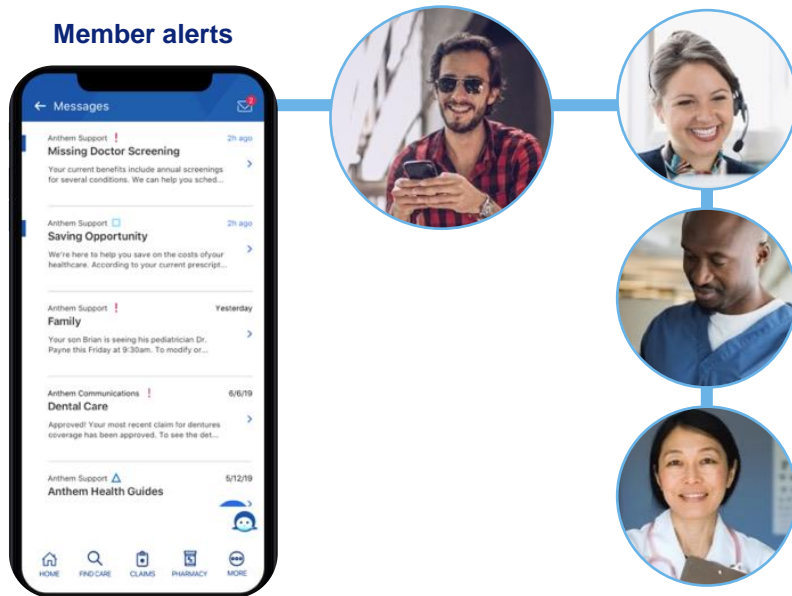 Member alerts
Messages
2
Anthem Support
2h ago
Missing Doctor Screening
Your current benefits include annual screenings
for several conditions. We can help you sched...
Anthem Support
2h ago
Saving Opportunity
We're here to help you save on the costs ofyour
healthcare. According to your current prescript...
Anthem Support
Yesterday
Family
Your son Brian is seeing his pediatrician Dr.
Payne this Friday at 9:30am. To modify or...
Anthem Communications
6/6/19
Dental Care
Approved! Your most recent claim for dentures
coverage has been approved. To see the det...
Anthem Support
5/12/19
Anthem Health Guides
HOME FIND CARE CLAIMS PHARMACY MORE